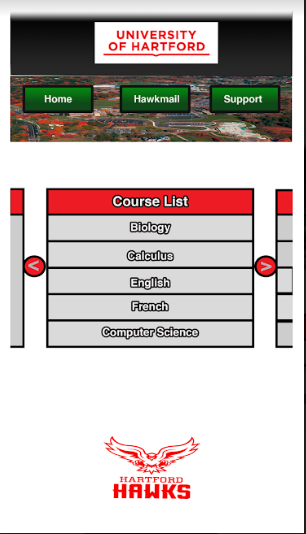 UNIVERSITY
OF HARTFORD
Home
Hawkmail
Support
Course List
Biology
<
Calculus
>
English
French
Computer Science
HARTFORD
HAWKS